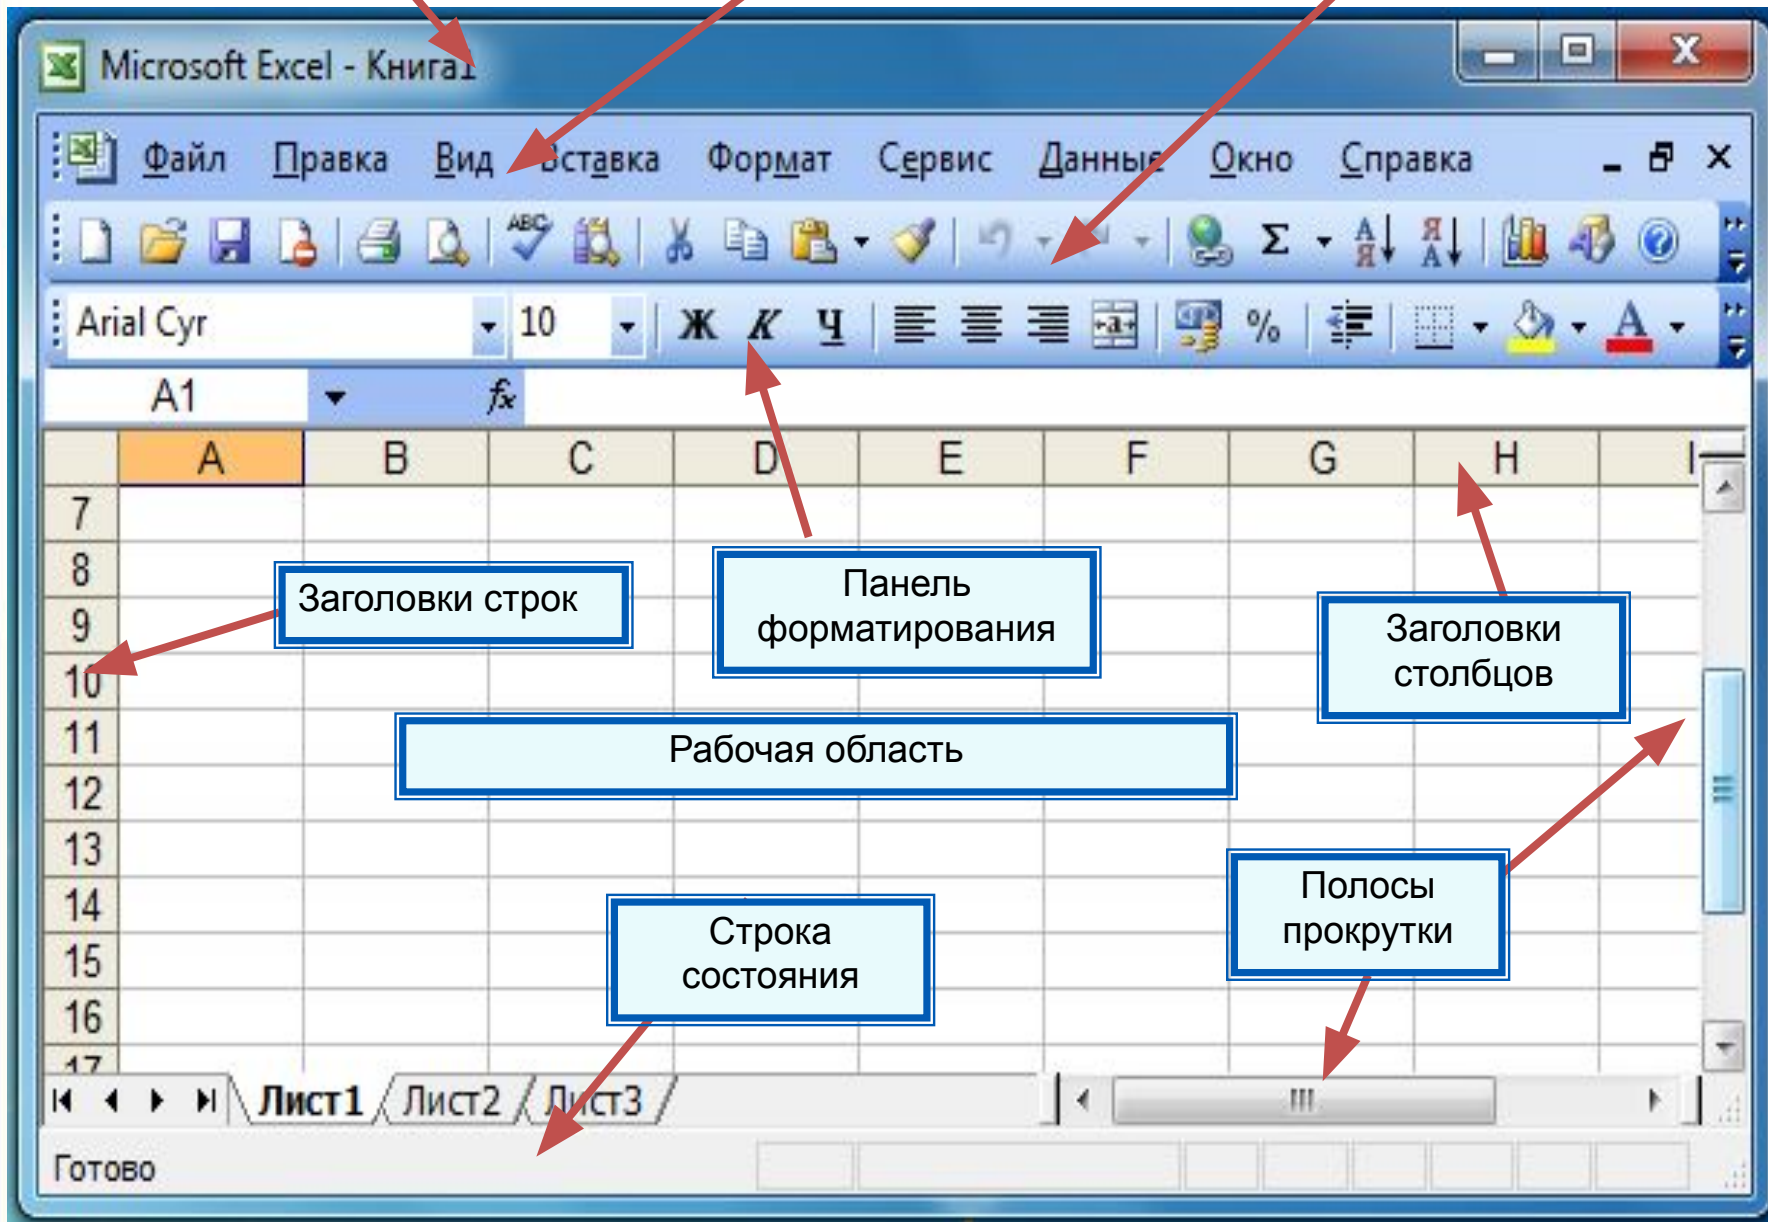 Microsoft Excel - Книга1
Файл Правка Вид Вставка Формат Сервис Данные Окно Справка
ABC Σ А Я Я А
Arial Cyr 10 Ж К Ч a %  А
A1 fx
A B C D E F G H I
7
8
Заголовки строк
Панель
форматирования
Заголовки
столбцов
9
10
11
Рабочая область
12
13
14
Строка
состояния
Полосы
прокрутки
15
16
17
Лист1 Лист2 Лист3
Готово